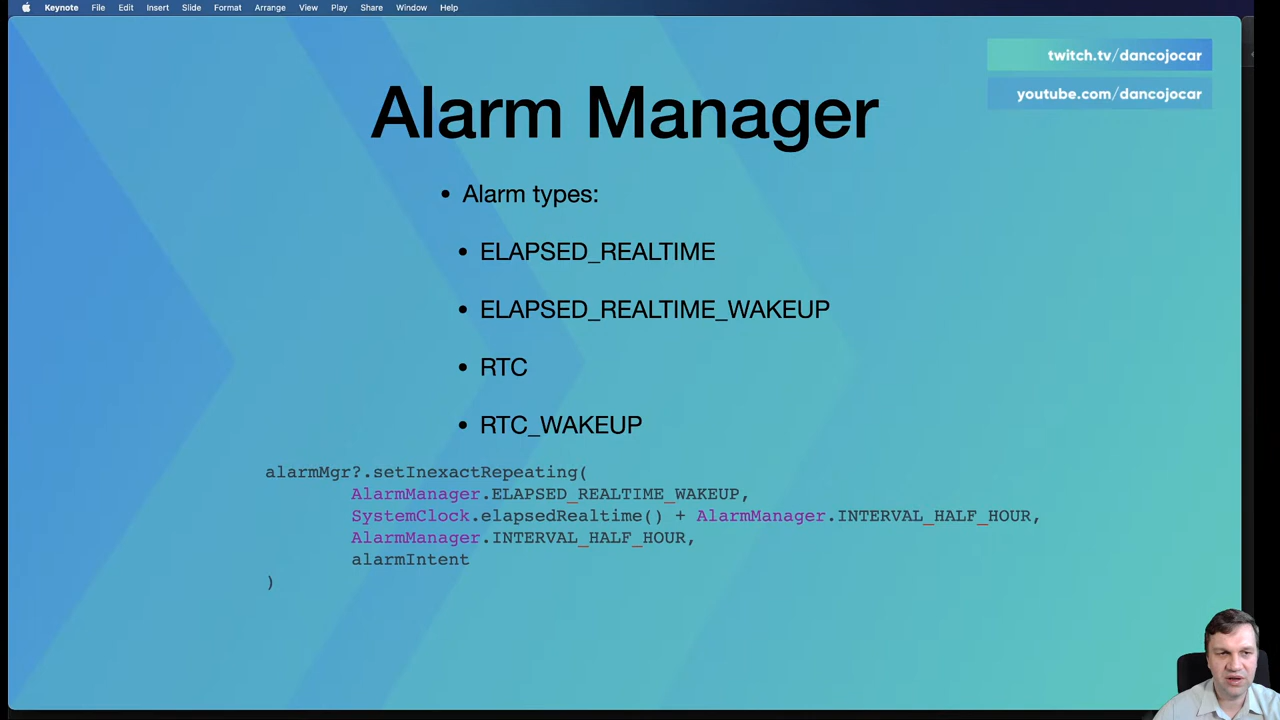 Keynote File Edit Insert Slide Format Arrange View Play Share Window Help
twitch.tv/dancojocar
youtube.com/dancojocar
Alarm Manager
• Alarm types:
• ELAPSED_REALTIME
• ELAPSED_REALTIME_WAKEUP
• RTC
• RTC_WAKEUP
alarmMgr?.setInexactRepeating(
AlarmManager.ELAPSED_REALTIME_WAKEUP,
SystemClock.elapsedRealtime() + AlarmManager.INTERVAL_HALF_HOUR,
AlarmManager.INTERVAL_HALF_HOUR,
alarmIntent
)